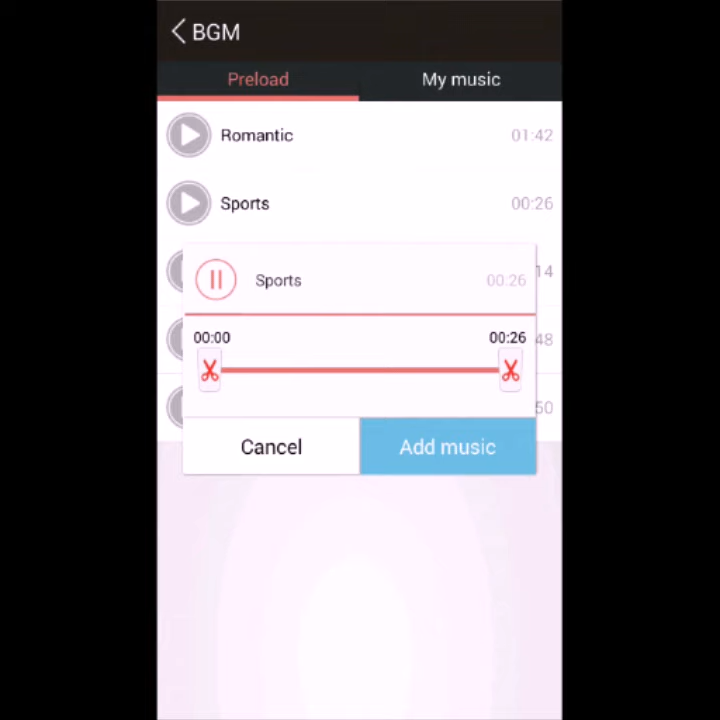 BGM
Preload
My music
Romantic
01:42
Sports
00:26
14
Sports
00:26
00:00
00:26
48
50
Cancel
Add music